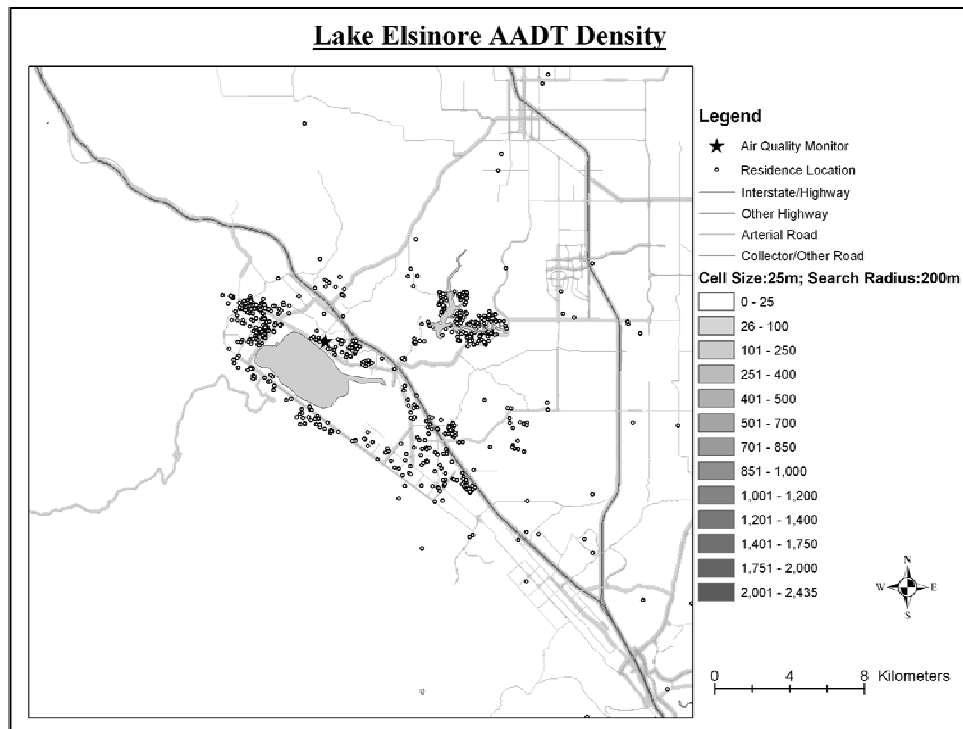 Lake Elsinore AADT Density
Legend
Air Quality Monitor
Residence Location
Interstate/Highway
Other Highway
Arterial Road
Collector/Other Road
Cell Size:25m; Search Radius:200m
0 - 25
26 - 100
101 - 250
251 - 400
401 - 500
501 - 700
701 - 850
851 - 1,000
1,001 - 1,200
1,201 - 1,400
1,401 - 1,750
1,751 - 2,000
2,001 - 2,435
N
W E
S
0 4 8 Kilometers